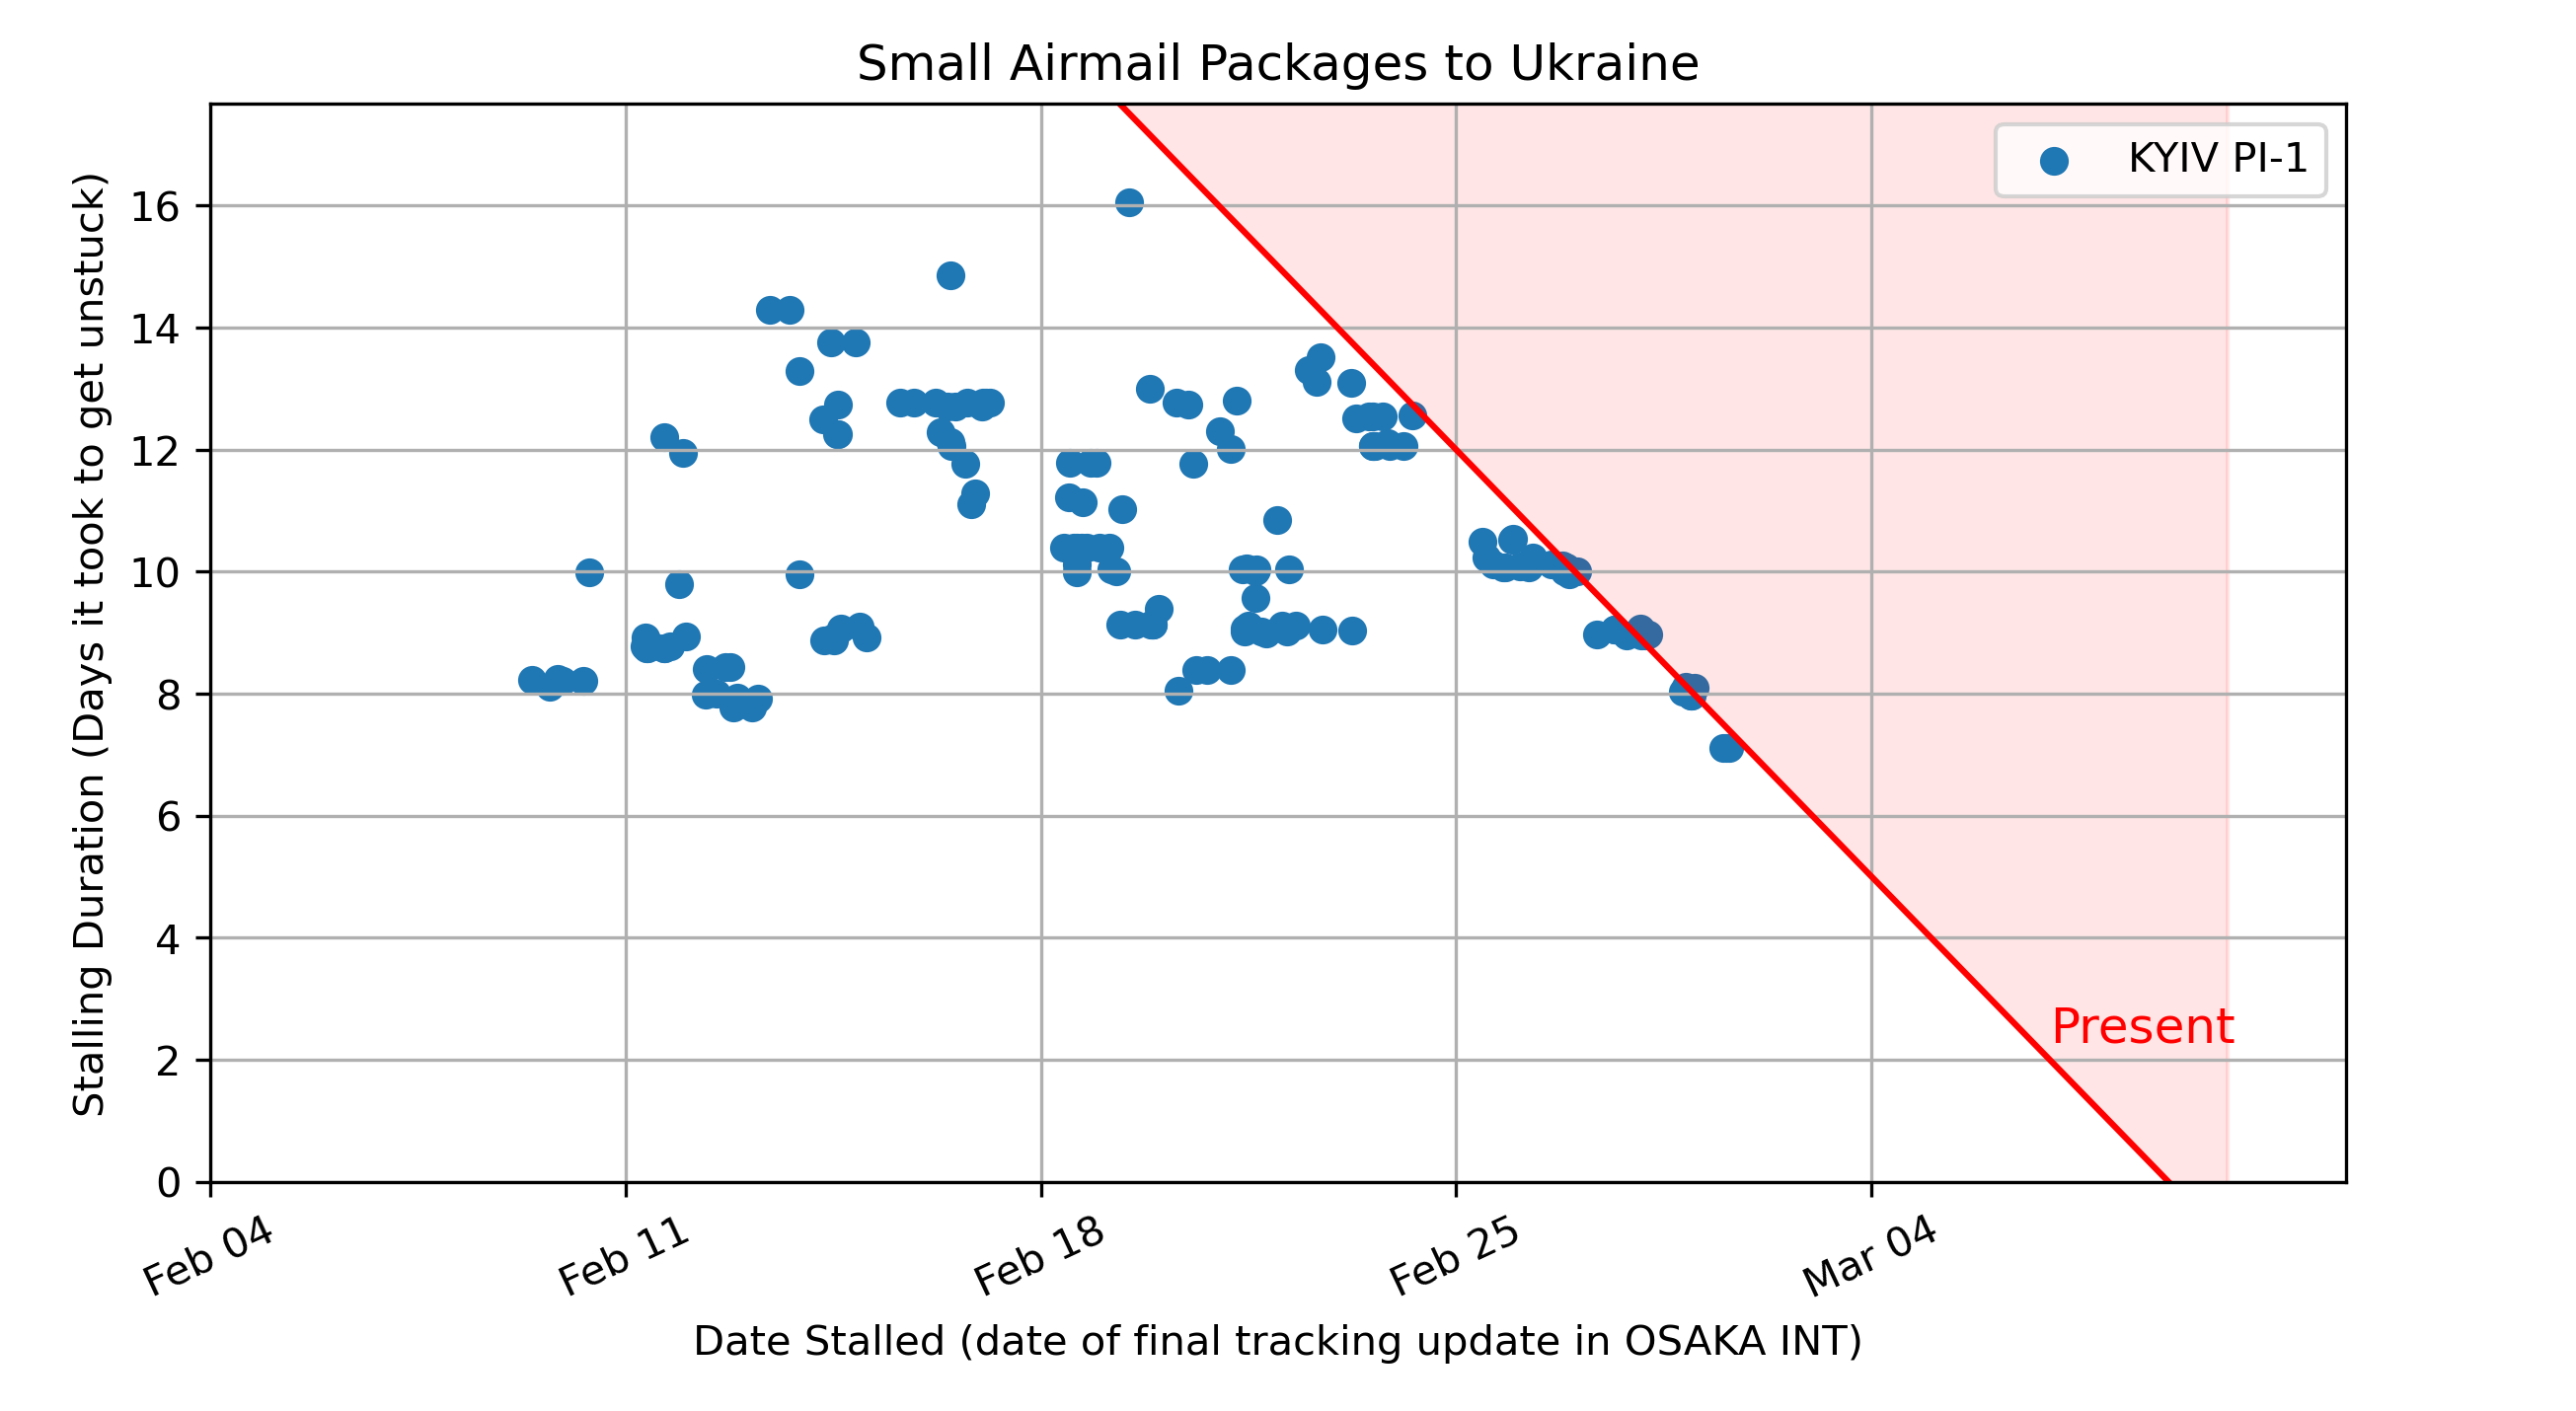 Small Airmail Packages to Ukraine
KYIV PI-1
Stalling Duration (Days it took to get unstuck)
16
14
12
10
8
6
4
2
0
Present
Feb 04
Feb 11
Feb 18
Feb 25
Mar 04
Date Stalled (date of final tracking update in OSAKA INT)